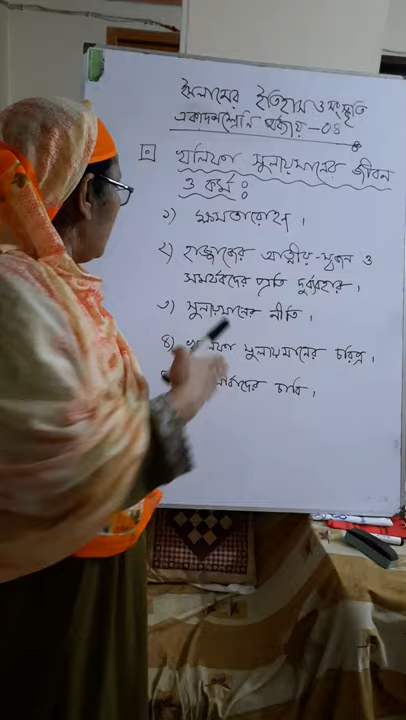 ইসলামের ইতিহাস ও সংস্কৃতি
একাদশ শ্রেণি অধ্যায় -০৪
খলিফা সুলায়মানের জীবন
ও কর্ম :
১) ক্ষমতারোহন ।
২) হাজ্জাজের আত্মীয়-স্বজন ও
সমর্থকদের প্রতি দুর্ব্যবহার ।
৩) সুলায়মানের নীতি ।
৪) খলিফা সুলায়মানের চরিত্র ।
চাবি ।